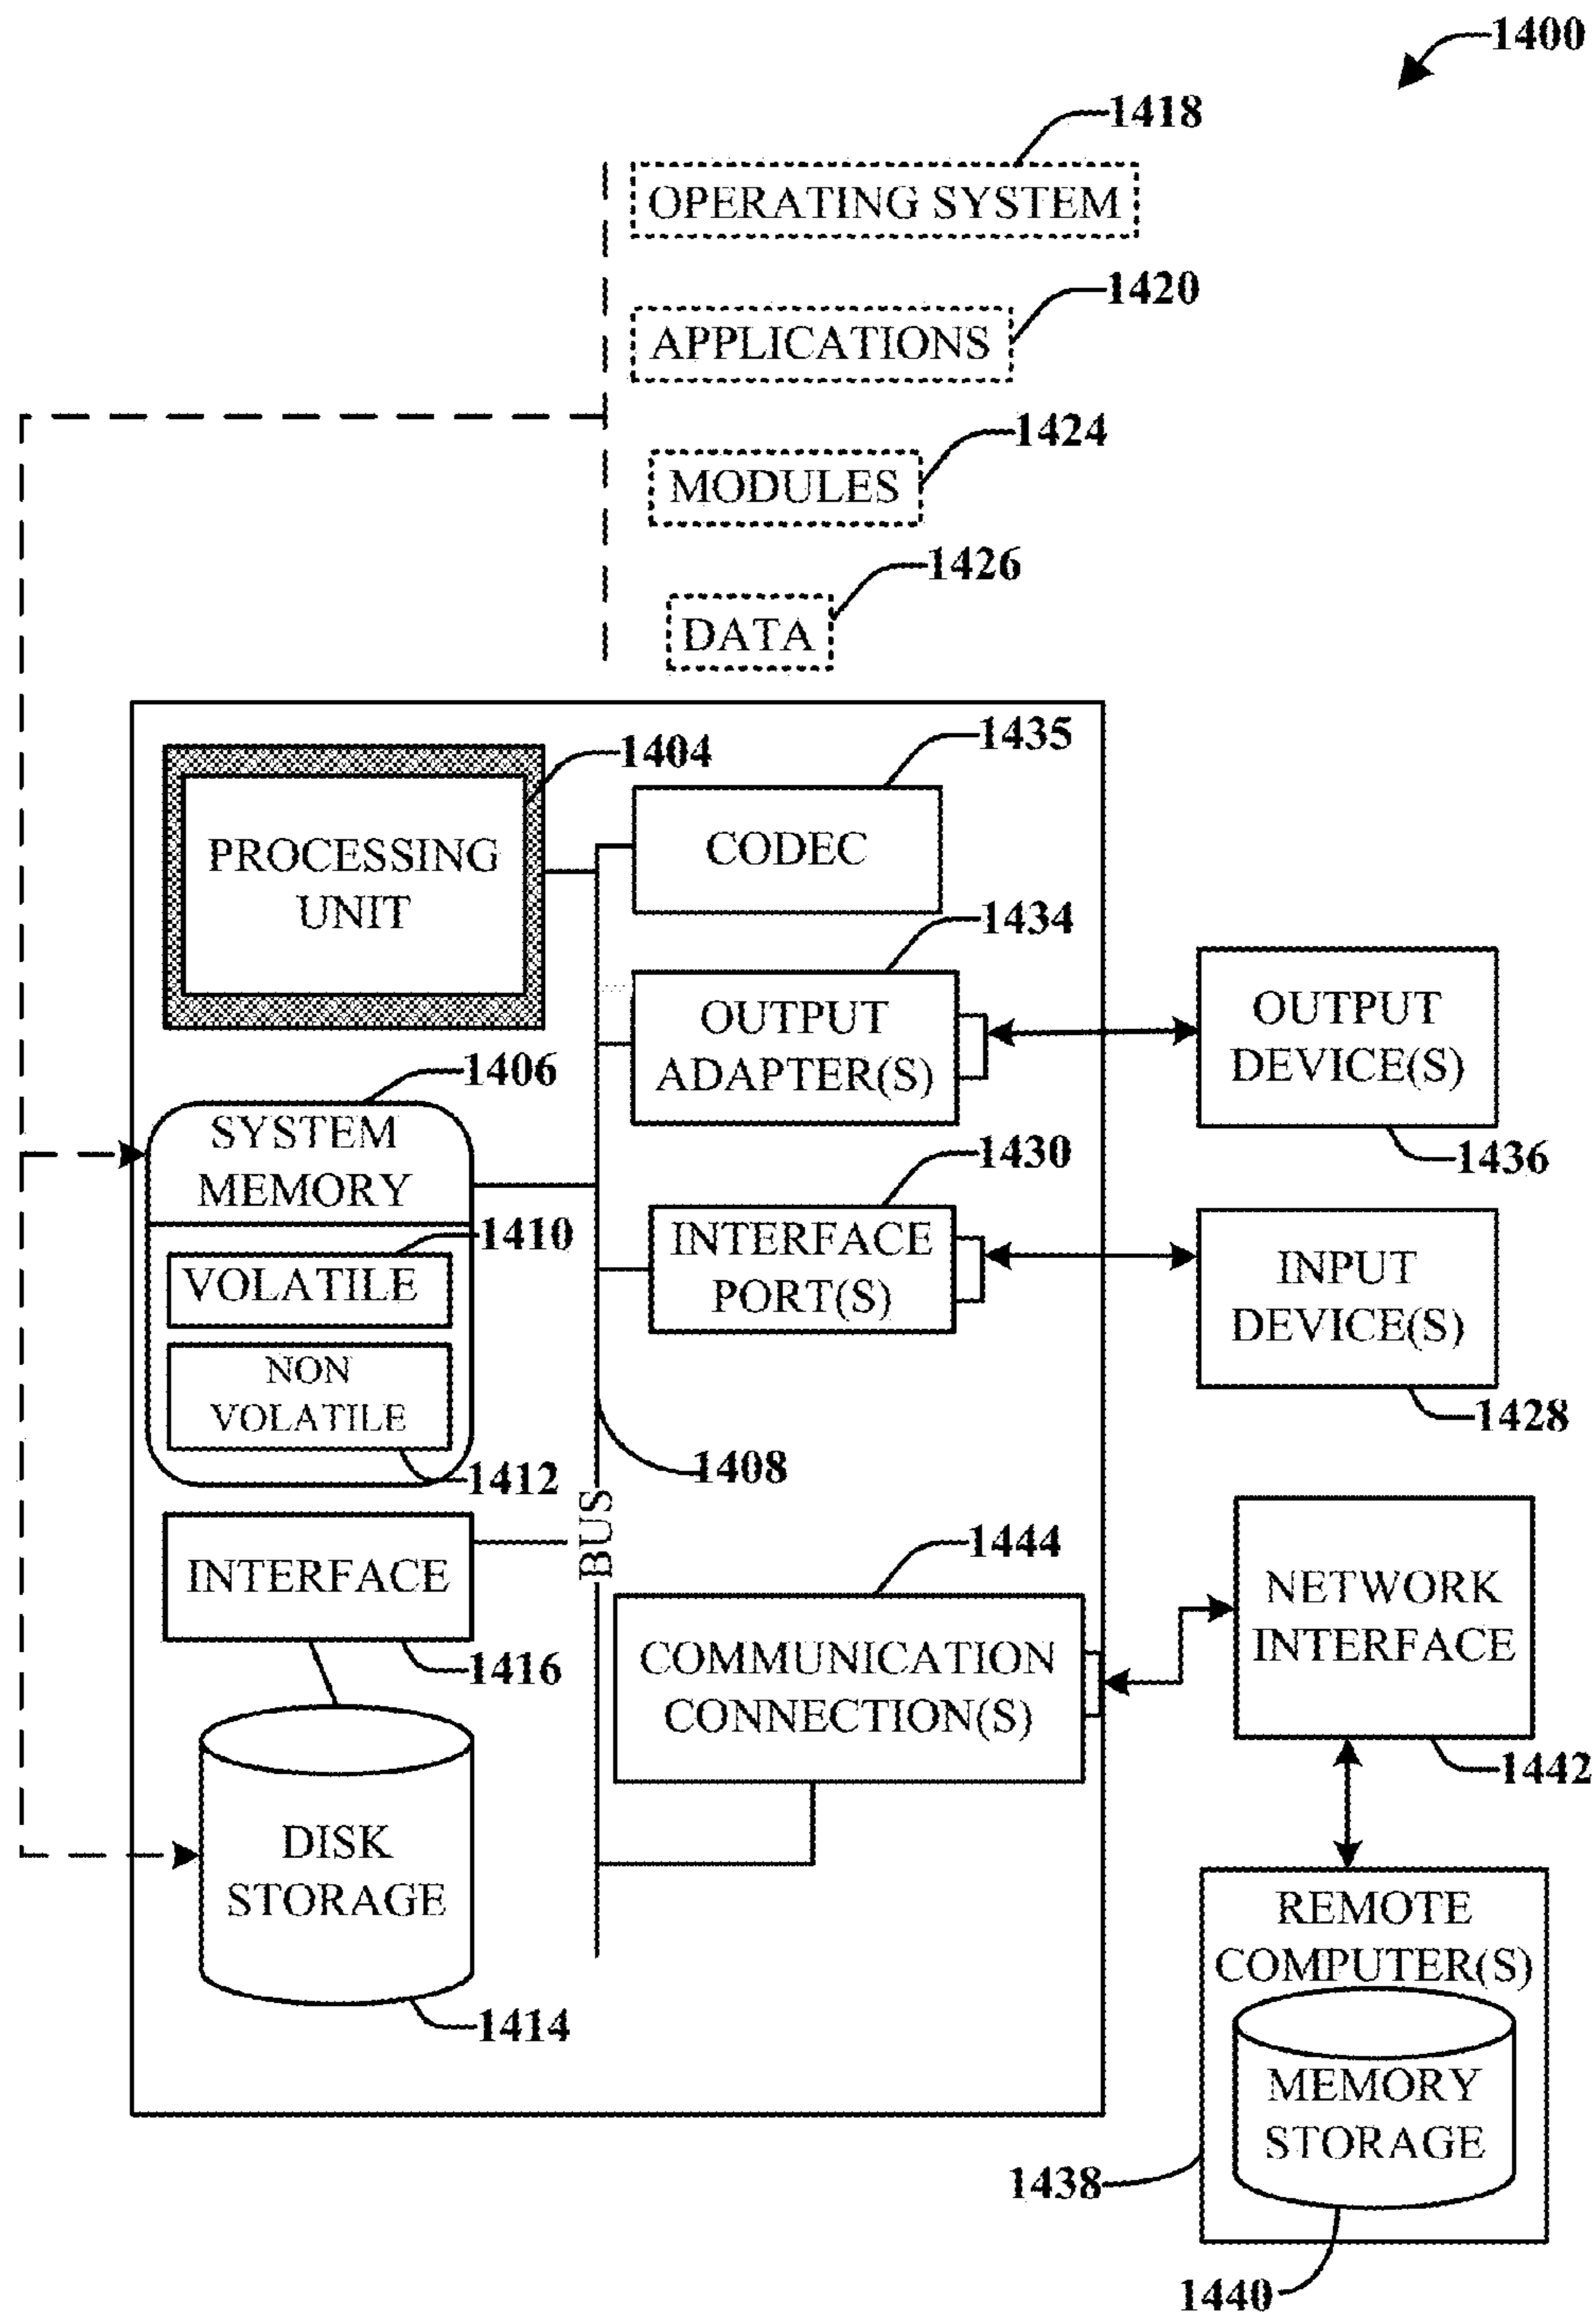 1400
1418
OPERATING SYSTEM
1420
APPLICATIONS
1424
MODULES
1426
DATA
1404
PROCESSING
UNIT
1435
CODEC
1434
OUTPUT
ADAPTER(S)
OUTPUT
DEVICE(S)
1436
1406
SYSTEM
MEMORY
1410
VOLATILE
NON
VOLATILE
1412
1430
INTERFACE
PORT(S)
INPUT
DEVICE(S)
1428
1408
BUS
INTERFACE
1416
1444
COMMUNICATION
CONNECTION(S)
NETWORK
INTERFACE
1442
DISK
STORAGE
1414
REMOTE
COMPUTER(S)
MEMORY
STORAGE
1438
1440